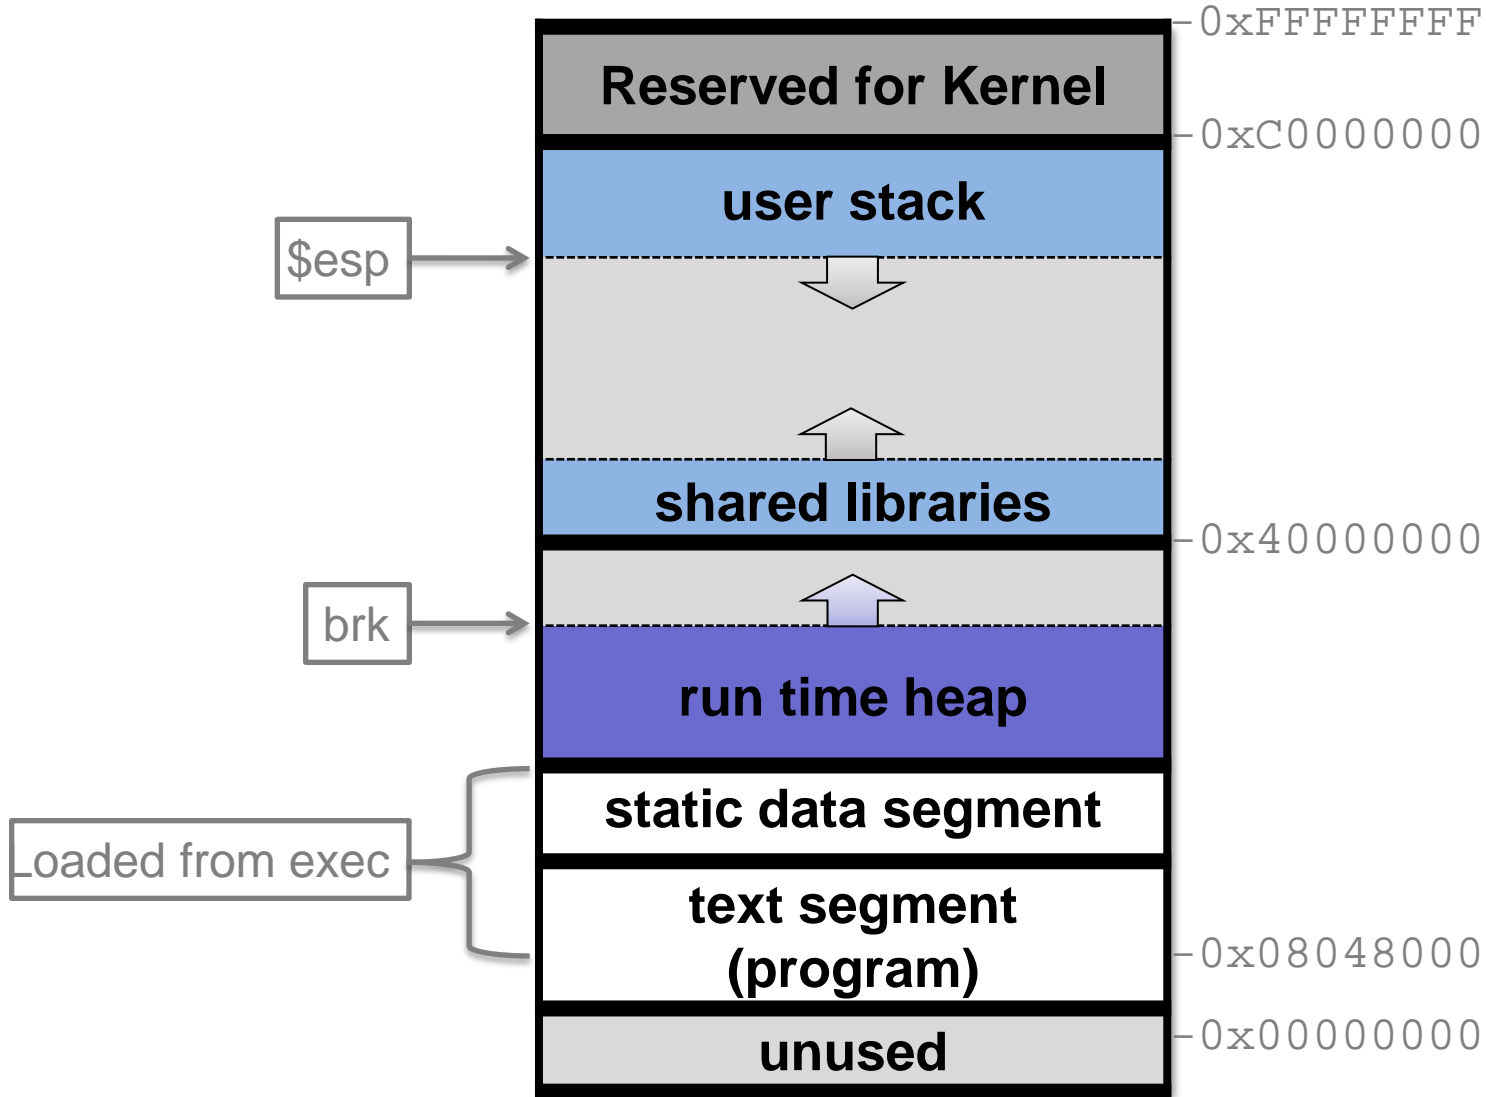 -0xFFFFFFFF
Reserved for Kernel
-0xC0000000
user stack
$esp
shared libraries
-0x40000000
brk
run time heap
static data segment
Loaded from exec
text segment
(program)
-0x08048000
-0x00000000
unused